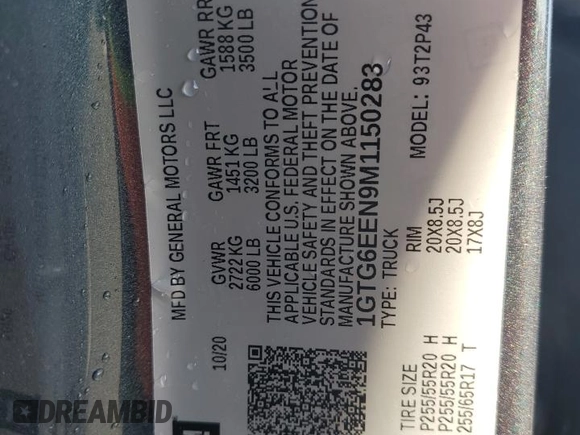 MFD BY GENERAL MOTORS LLC
10/20
GVWR GAWR FRT GAWR RR
2722 KG 1451 KG 1588 KG
6000 LB 3200 LB 3500 LB
THIS VEHICLE CONFORMS TO ALL
APPLICABLE U.S. FEDERAL MOTOR
VEHICLE SAFETY AND THEFT PREVENTION
STANDARDS IN EFFECT ON THE DATE OF
MANUFACTURE SHOWN ABOVE.
1GTG6EEN9M1150283
TYPE: TRUCK MODEL: 93T2P43
TIRE SIZE RIM
P255/55R20 H 20X8.5J
P255/55R20 H 20X8.5J
255/65R17 T 17X8J
DREAMBID